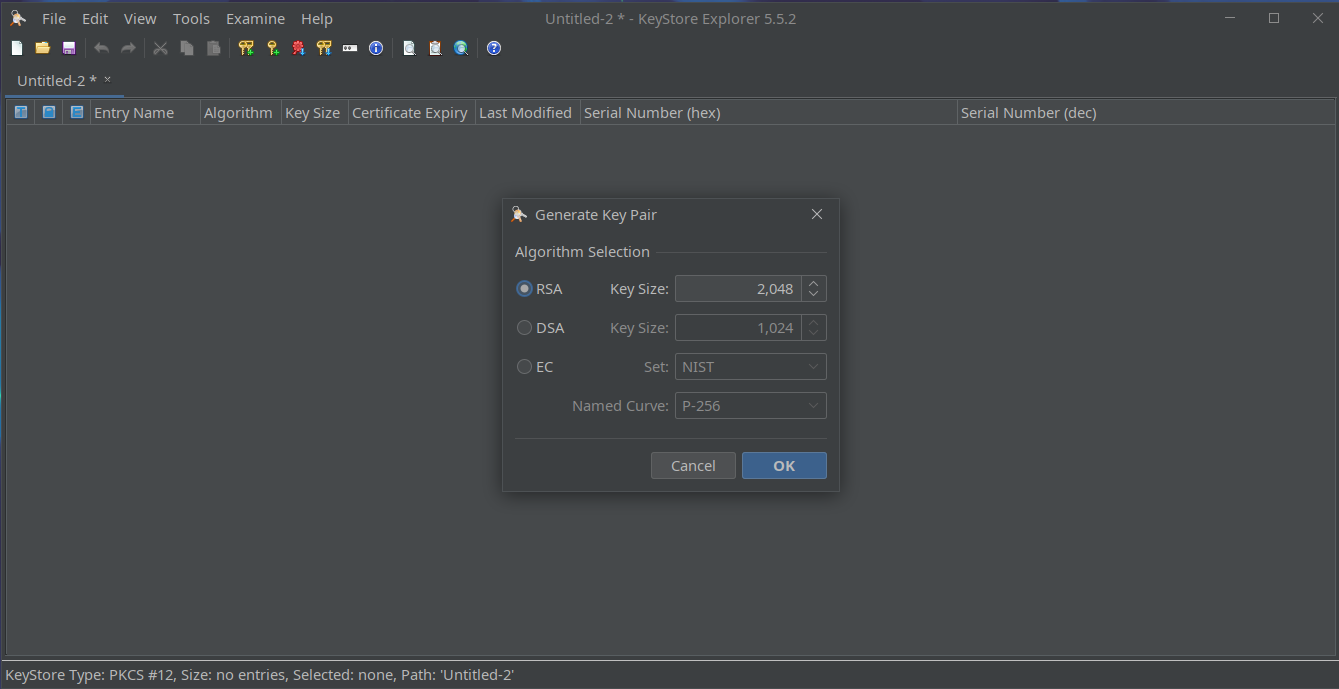 File Edit View Tools Examine Help Untitled-2 * - KeyStore Explorer 5.5.2
Untitled-2 *
T E Entry Name Algorithm Key Size Certificate Expiry Last Modified Serial Number (hex) Serial Number (dec)
Generate Key Pair
Algorithm Selection
RSA Key Size: 2,048
DSA Key Size: 1,024
EC Set: NIST
Named Curve: P-256
Cancel OK
KeyStore Type: PKCS #12, Size: no entries, Selected: none, Path: 'Untitled-2'